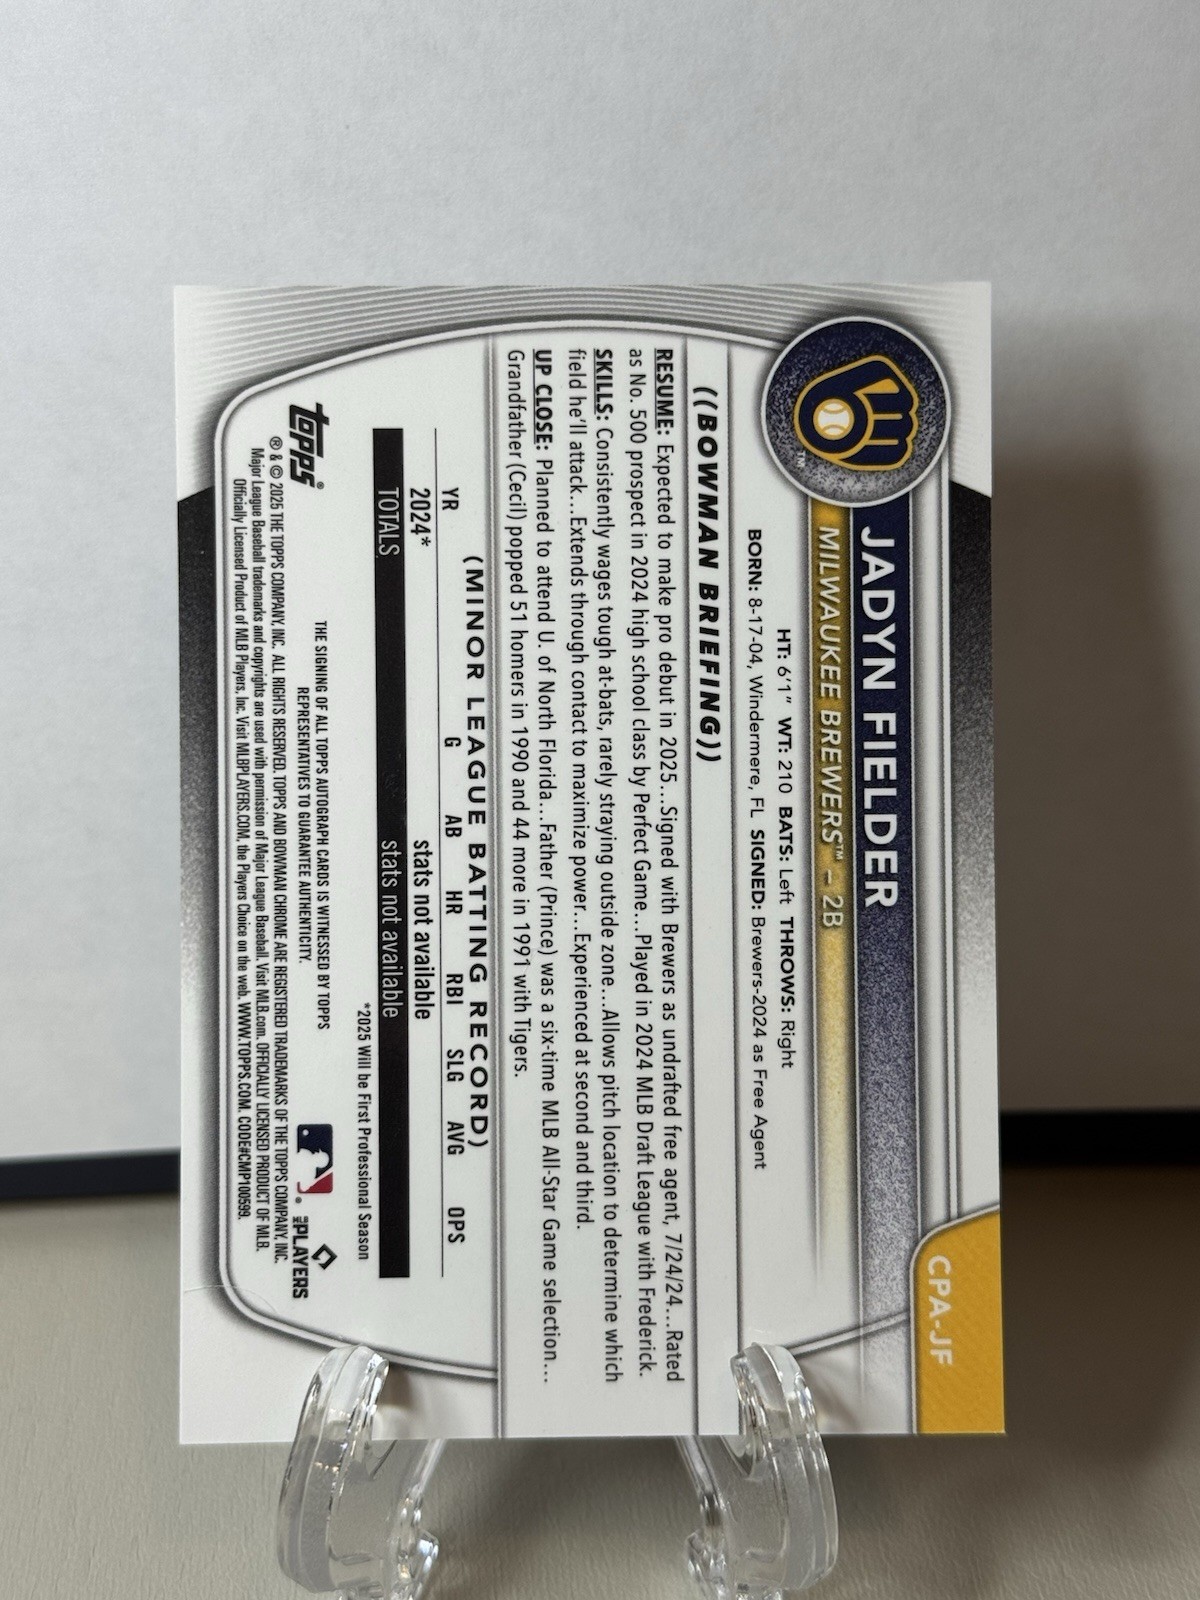 CPA-JF
JADYN FIELDER
MILWAUKEE BREWERS™ – 2B
HT: 6'1" WT: 210 BATS: Left THROWS: Right
BORN: 8-17-04, Windermere, FL SIGNED: Brewers-2024 as Free Agent
((BOWMAN BRIEFING))
RESUME: Expected to make pro debut in 2025...Signed with Brewers as undrafted free agent, 7/24/24...Rated
as No. 500 prospect in 2024 high school class by Perfect Game...Played in 2024 MLB Draft League with Frederick.
SKILLS: Consistently wages tough at-bats, rarely straying outside zone...Allows pitch location to determine which
field he'll attack...Extends through contact to maximize power...Experienced at second and third.
UP CLOSE: Planned to attend U. of North Florida...Father (Prince) was a six-time MLB All-Star Game selection...
Grandfather (Cecil) popped 51 homers in 1990 and 44 more in 1991 with Tigers.
(MINOR LEAGUE BATTING RECORD)
YR G AB HR RBI SLG AVG OPS
2024* stats not available
TOTALS stats not available
*2025 Will be First Professional Season
topps®
THE SIGNING OF ALL TOPPS AUTOGRAPH CARDS IS WITNESSED BY TOPPS
REPRESENTATIVES TO GUARANTEE AUTHENTICITY.
MLB PLAYERS
® & © 2025 THE TOPPS COMPANY, INC. ALL RIGHTS RESERVED. TOPPS AND BOWMAN CHROME ARE REGISTERED TRADEMARKS OF THE TOPPS COMPANY, INC.
Major League Baseball trademarks and copyrights are used with permission of Major League Baseball. Visit MLB.com. OFFICIALLY LICENSED PRODUCT OF MLB.
Officially Licensed Product of MLB Players, Inc. Visit MLBPLAYERS.COM, the Players Choice on the web. WWW.TOPPS.COM. CODE#CMP100599.